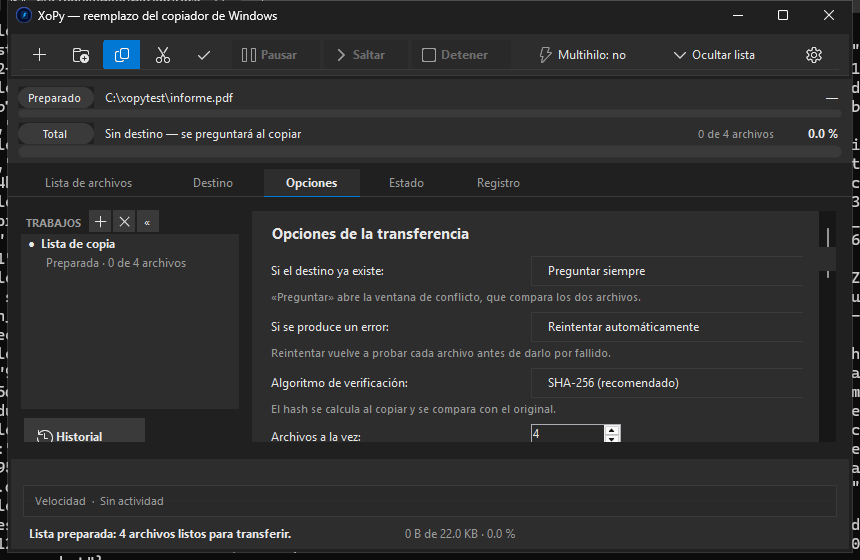 XoPy — reemplazo del copiador de Windows
Pausar Saltar Detener Multihilo: no Ocultar lista
Preparado C:\xopytest\informe.pdf —
Total Sin destino — se preguntará al copiar 0 de 4 archivos 0.0 %
Lista de archivos Destino Opciones Estado Registro
TRABAJOS + × «
• Lista de copia
Preparada · 0 de 4 archivos
Historial
Opciones de la transferencia
Si el destino ya existe: Preguntar siempre
«Preguntar» abre la ventana de conflicto, que compara los dos archivos.
Si se produce un error: Reintentar automáticamente
Reintentar vuelve a probar cada archivo antes de darlo por fallido.
Algoritmo de verificación: SHA-256 (recomendado)
El hash se calcula al copiar y se compara con el original.
Archivos a la vez: 4
Velocidad · Sin actividad
Lista preparada: 4 archivos listos para transferir. 0 B de 22.0 KB · 0.0 %